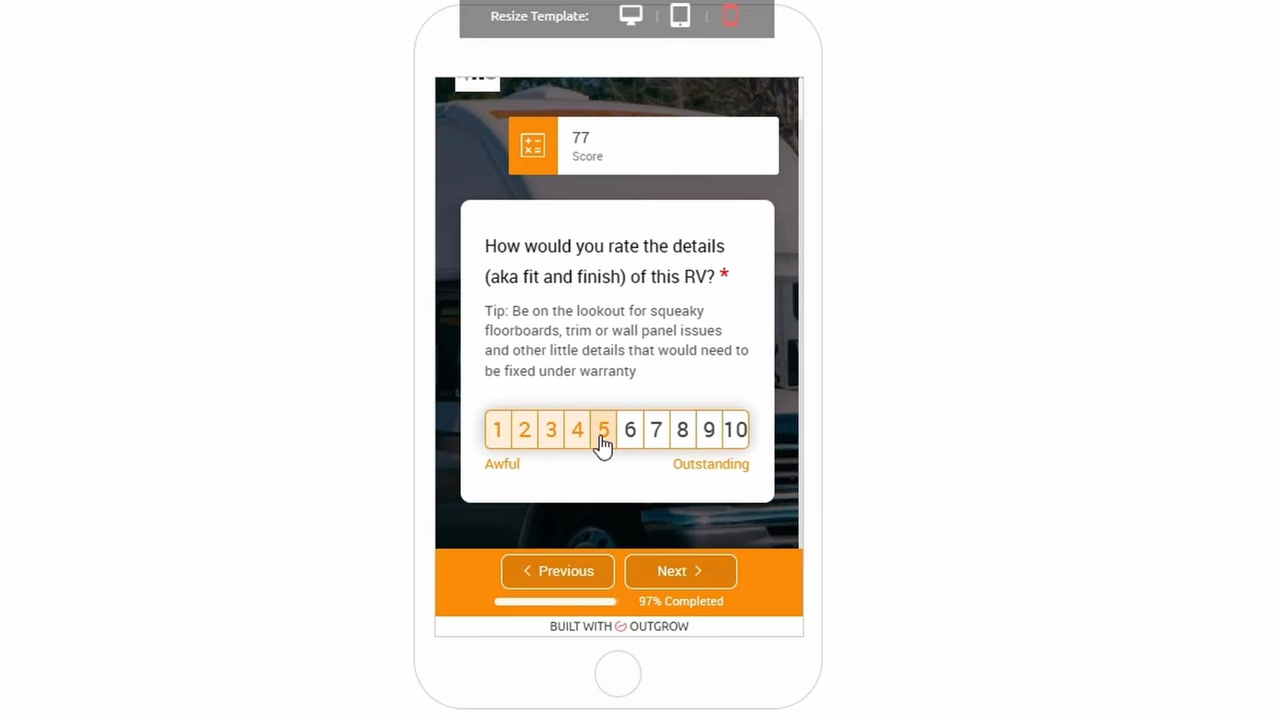 Resize Template:
77
Score
How would you rate the details
(aka fit and finish) of this RV? *
Tip: Be on the lookout for squeaky
floorboards, trim or wall panel issues
and other little details that would need to
be fixed under warranty
1 2 3 4 5 6 7 8 9 10
Awful Outstanding
< Previous Next >
97% Completed
BUILT WITH OUTGROW